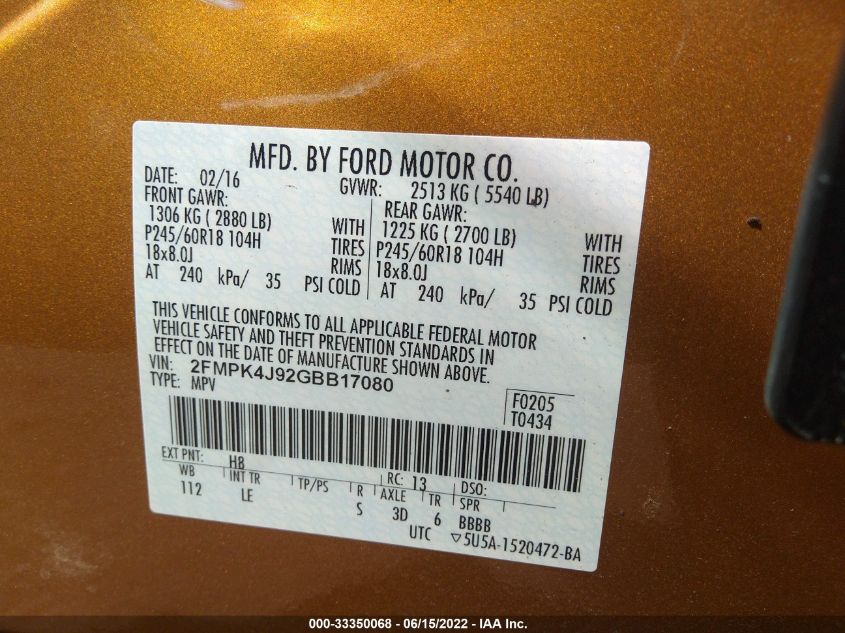 MFD. BY FORD MOTOR CO.
DATE: 02/16 GVWR: 2513 KG ( 5540 LB)
FRONT GAWR: REAR GAWR:
1306 KG ( 2880 LB) WITH 1225 KG ( 2700 LB) WITH
P245/60R18 104H TIRES P245/60R18 104H TIRES
18x8.0J RIMS 18x8.0J RIMS
AT 240 kPa/ 35 PSI COLD AT 240 kPa/ 35 PSI COLD
THIS VEHICLE CONFORMS TO ALL APPLICABLE FEDERAL MOTOR
VEHICLE SAFETY AND THEFT PREVENTION STANDARDS IN
EFFECT ON THE DATE OF MANUFACTURE SHOWN ABOVE.
VIN: 2FMPK4J92GBB17080
TYPE: MPV
F0205
T0434
EXT PNT: H8 RC: 13 DSO:
WB INT TR TP/PS R AXLE TR SPR
112 LE S 3D 6 BBBB
UTC ▽5U5A-1520472-BA
000-33350068 - 06/15/2022 - IAA Inc.